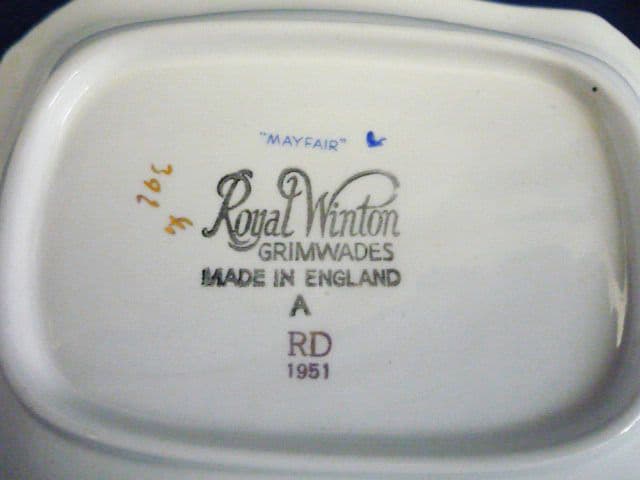 "MAYFAIR"
Royal Winton
GRIMWADES
MADE IN ENGLAND
A
RD
1951